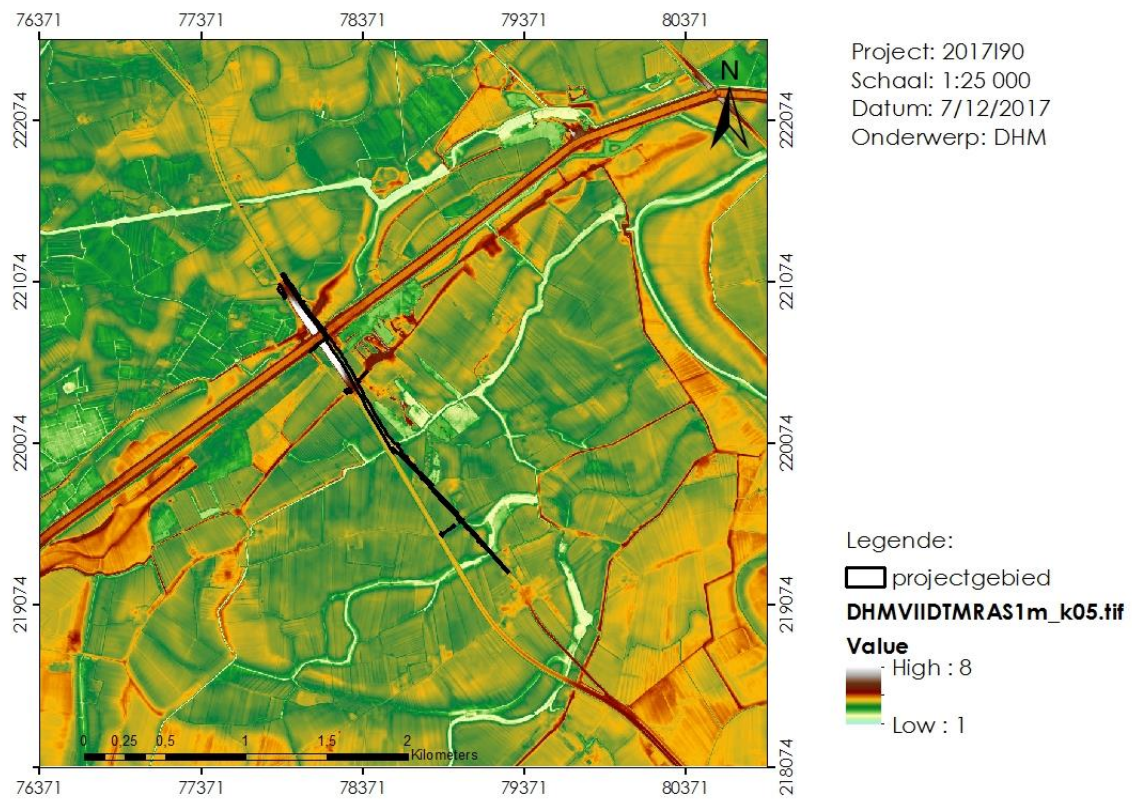 76371 77371 78371 79371 80371
222074 222074
221074 221074
220074 220074
219074 219074
218074
N
0 0,25 0,5 1 1,5 2
Kilometers
76371 77371 78371 79371 80371
Project: 2017I90
Schaal: 1:25 000
Datum: 7/12/2017
Onderwerp: DHM
Legende:
projectgebied
DHMVIIDTMRAS1m_k05.tif
Value
High : 8
Low : 1